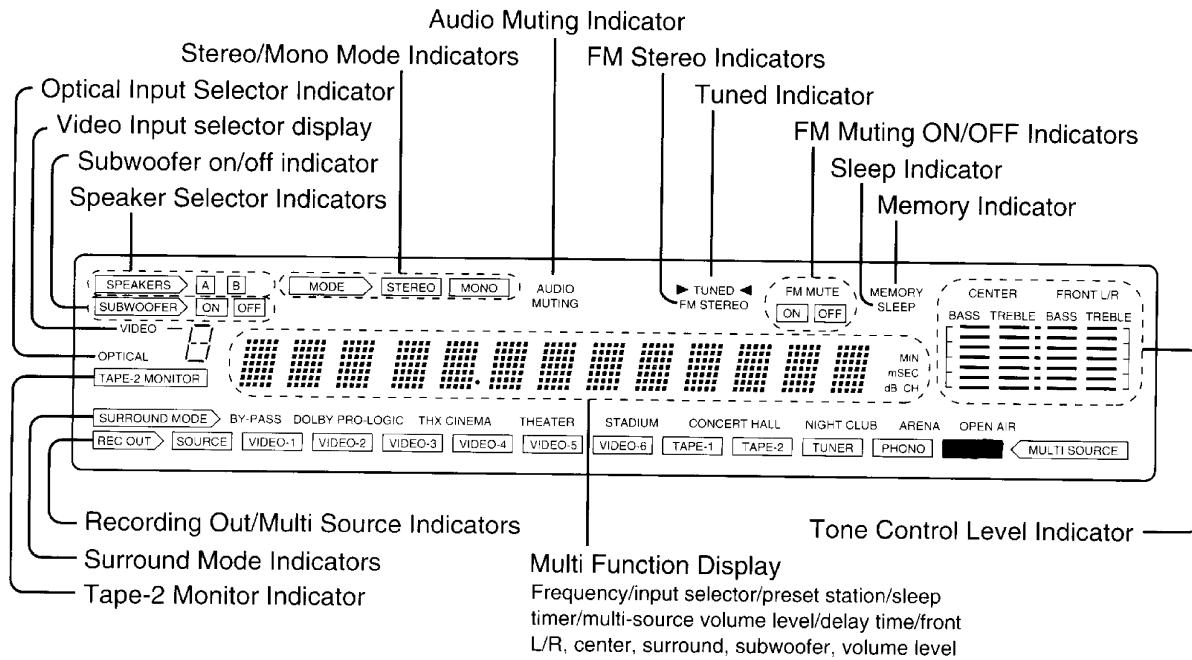 Audio Muting Indicator
Stereo/Mono Mode Indicators
FM Stereo Indicators
Optical Input Selector Indicator
Tuned Indicator
Video Input selector display
FM Muting ON/OFF Indicators
Subwoofer on/off indicator
Sleep Indicator
Speaker Selector Indicators
Memory Indicator
SPEAKERS A B MODE STEREO MONO AUDIO MUTING ► TUNED ◄ FM STEREO FM MUTE MEMORY SLEEP CENTER FRONT L/R
SUBWOOFER ON OFF ON OFF BASS TREBLE BASS TREBLE
VIDEO
OPTICAL
MIN
mSEC
dB CH
TAPE-2 MONITOR
SURROUND MODE BY-PASS DOLBY PRO-LOGIC THX CINEMA THEATER STADIUM CONCERT HALL NIGHT CLUB ARENA OPEN AIR
REC OUT SOURCE VIDEO-1 VIDEO-2 VIDEO-3 VIDEO-4 VIDEO-5 VIDEO-6 TAPE-1 TAPE-2 TUNER PHONO MULTI SOURCE
Recording Out/Multi Source Indicators
Tone Control Level Indicator
Surround Mode Indicators
Multi Function Display
Tape-2 Monitor Indicator
Frequency/input selector/preset station/sleep
timer/multi-source volume level/delay time/front
L/R, center, surround, subwoofer, volume level